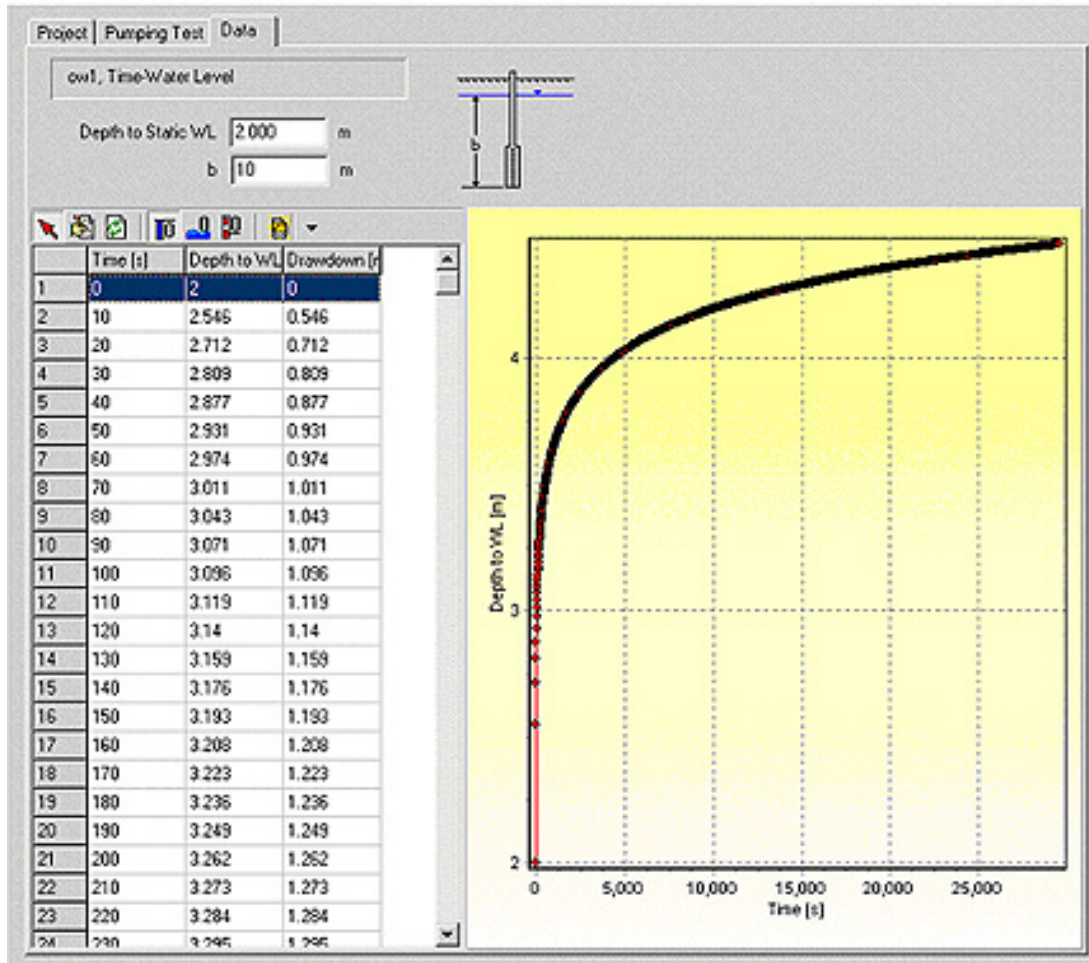 Project Pumping Test Data
ow1, Time-Water Level
Depth to Static WL 2.000 m
b 10 m
b
Time [s] Depth to WL Drawdown [r
1 0 2 0
2 10 2.546 0.546
3 20 2.712 0.712
4 30 2.809 0.809
5 40 2.877 0.877
6 50 2.931 0.931
7 60 2.974 0.974
8 70 3.011 1.011
9 80 3.043 1.043
10 90 3.071 1.071
11 100 3.096 1.096
12 110 3.119 1.119
13 120 3.14 1.14
14 130 3.159 1.159
15 140 3.176 1.176
16 150 3.193 1.193
17 160 3.208 1.208
18 170 3.223 1.223
19 180 3.236 1.236
20 190 3.249 1.249
21 200 3.262 1.262
22 210 3.273 1.273
23 220 3.284 1.284
24 230 3.295 1.295
Depth to WL [m]
4
3
2
0 5,000 10,000 15,000 20,000 25,000
Time [s]